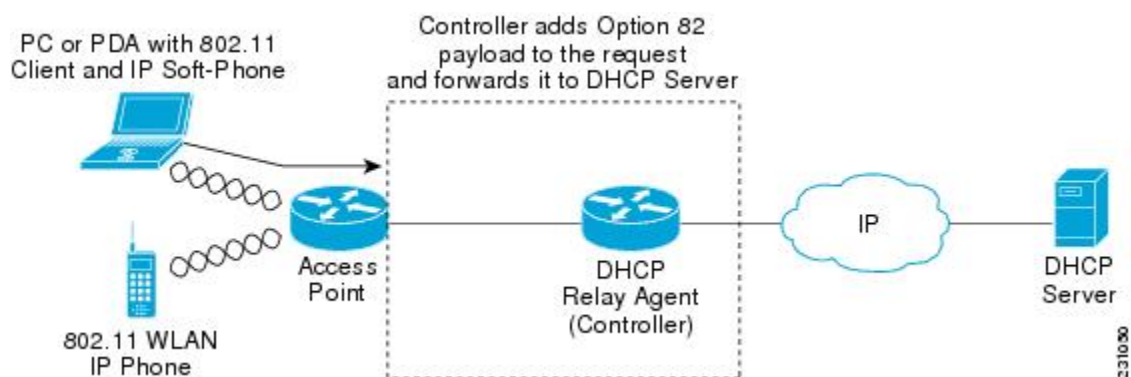 Controller adds Option 82
payload to the request
and forwards it to DHCP Server
PC or PDA with 802.11
Client and IP Soft-Phone
Access
Point
DHCP
Relay Agent
(Controller)
IP
DHCP
Server
802.11 WLAN
IP Phone
231050